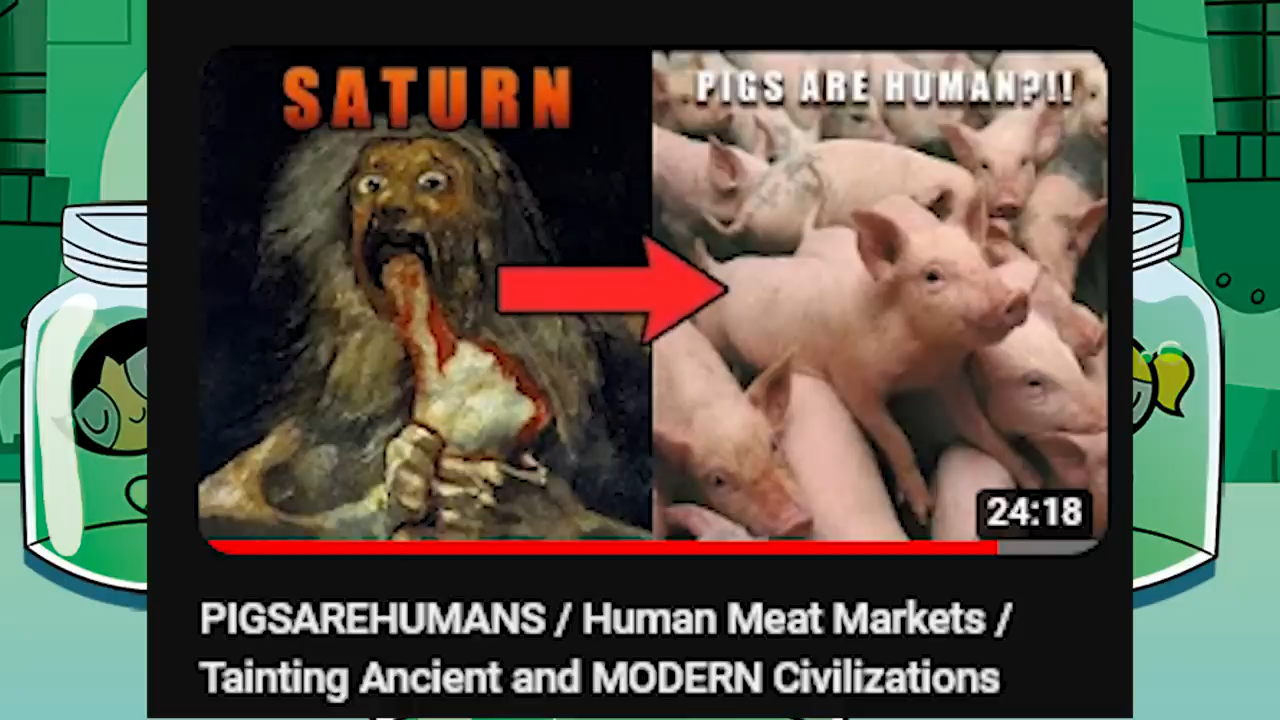 SATURN
PIGS ARE HUMAN?!!
24:18
PIGSAREHUMANS / Human Meat Markets /
Tainting Ancient and MODERN Civilizations